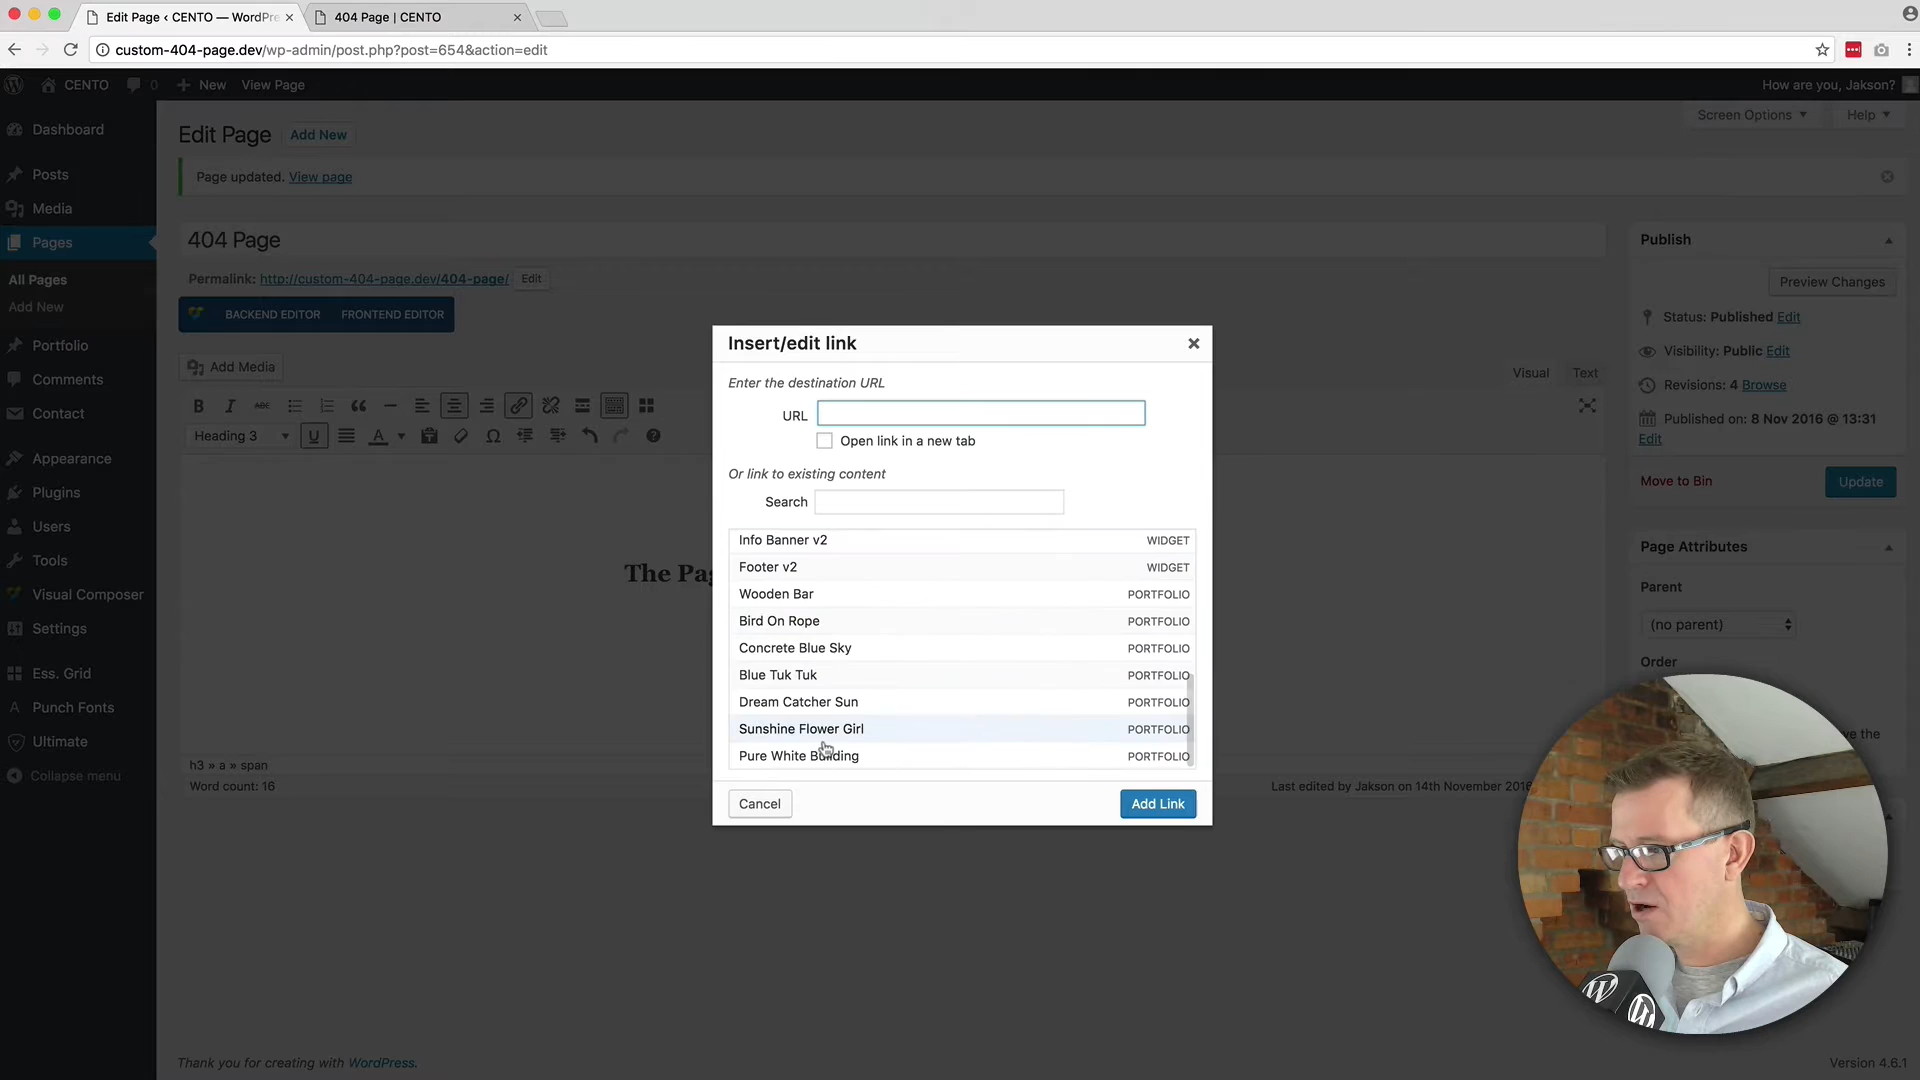 Edit Page ‹ CENTO — WordPre
404 Page | CENTO
custom-404-page.dev/wp-admin/post.php?post=654&action=edit
CENTO
0
New
View Page
How are you, Jakson?
Screen Options
Help
Edit Page
Add New
Page updated. View page
404 Page
Permalink: http://custom-404-page.dev/404-page/
Edit
BACKEND EDITOR
FRONTEND EDITOR
Add Media
Visual
Text
Heading 3
The Pag
h3 » a » span
Word count: 16
Last edited by Jakson on 14th November 2016
Dashboard
Posts
Media
Pages
All Pages
Add New
Portfolio
Comments
Contact
Appearance
Plugins
Users
Tools
Visual Composer
Settings
Ess. Grid
Punch Fonts
Ultimate
Collapse menu
Insert/edit link
Enter the destination URL
URL
Open link in a new tab
Or link to existing content
Search
Info Banner v2 WIDGET
Footer v2 WIDGET
Wooden Bar PORTFOLIO
Bird On Rope PORTFOLIO
Concrete Blue Sky PORTFOLIO
Blue Tuk Tuk PORTFOLIO
Dream Catcher Sun PORTFOLIO
Sunshine Flower Girl PORTFOLIO
Pure White Building PORTFOLIO
Cancel
Add Link
Publish
Preview Changes
Status: Published Edit
Visibility: Public Edit
Revisions: 4 Browse
Published on: 8 Nov 2016 @ 13:31
Edit
Move to Bin
Update
Page Attributes
Parent
(no parent)
Order
ve the
Thank you for creating with WordPress.
Version 4.6.1